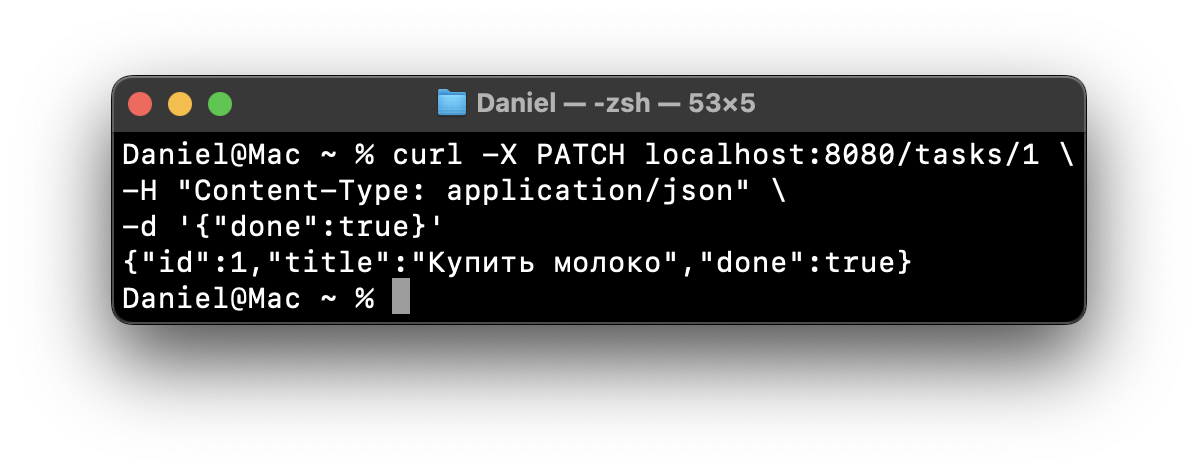 Daniel — -zsh — 53×5
Daniel@Mac ~ % curl -X PATCH localhost:8080/tasks/1 \
-H "Content-Type: application/json" \
-d '{"done":true}'
{"id":1,"title":"Купить молоко","done":true}
Daniel@Mac ~ %